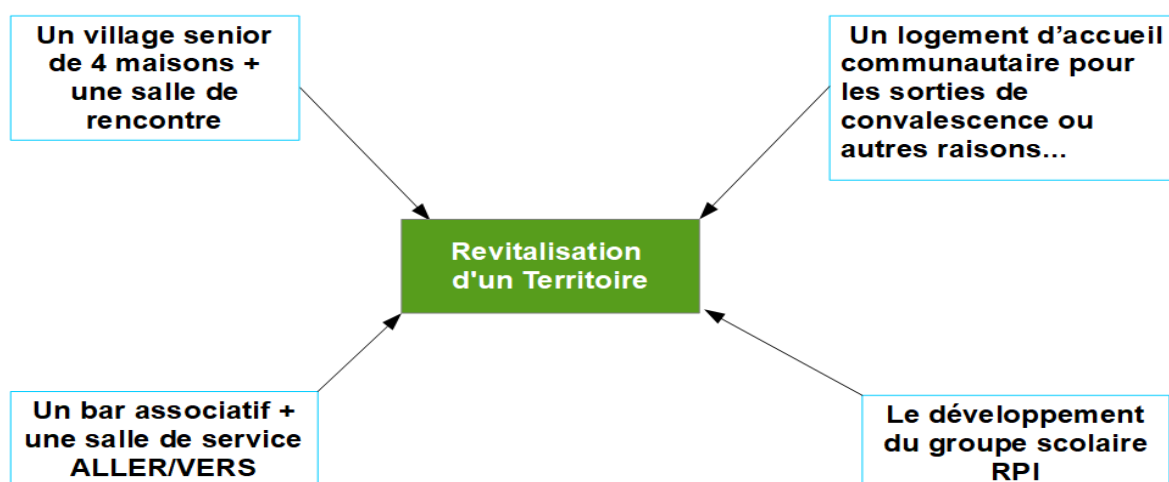 Un village senior
de 4 maisons +
une salle de
rencontre
Un logement d’accueil
communautaire pour
les sorties de
convalescence ou
autres raisons...
Revitalisation
d'un Territoire
Un bar associatif +
une salle de service
ALLER/VERS
Le développement
du groupe scolaire
RPI